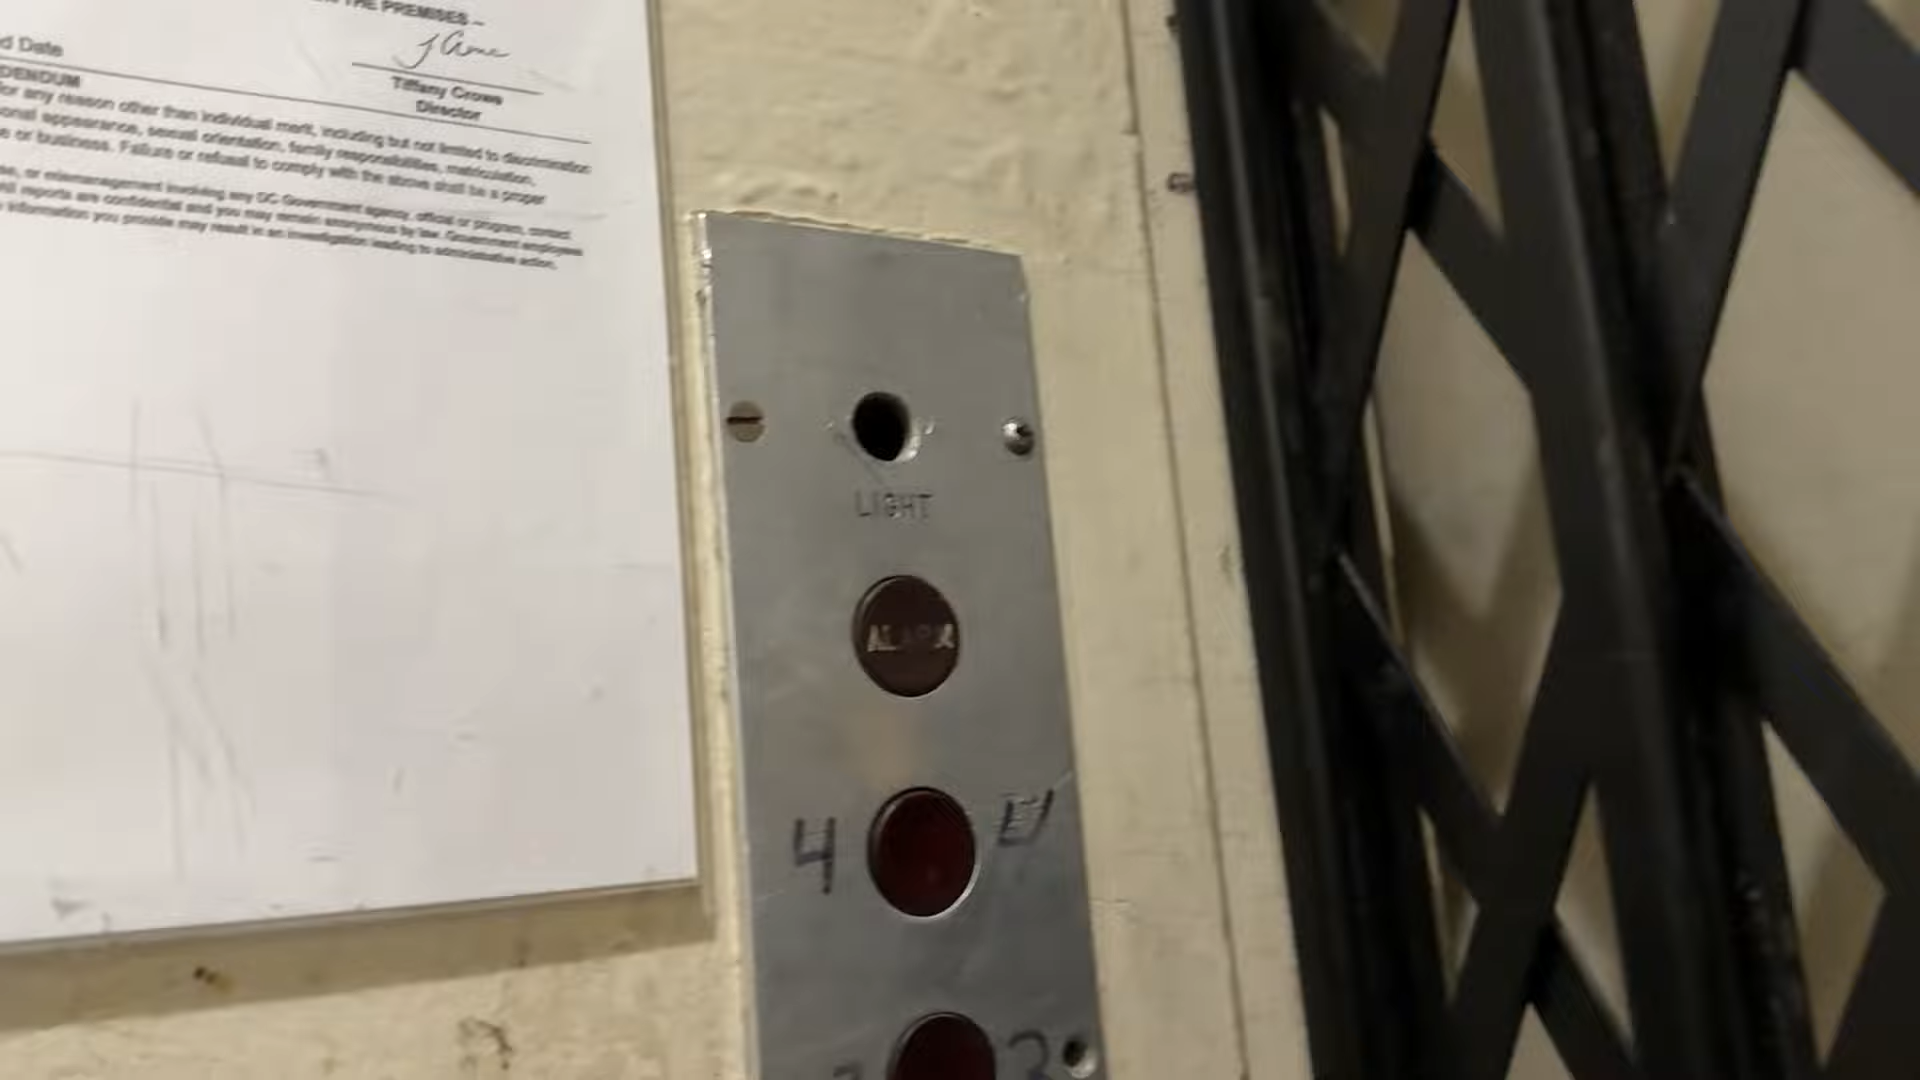 THE PREMISES –
d Date
Tiffany Crowe
Director
DENDUM
for any reason other than individual merit, including but not limited to discrimination
onal appearance, sexual orientation, family responsibilities, matriculation,
e or business. Failure or refusal to comply with the above shall be a proper
or mismanagement involving any DC Government agency, official or program, contact
reports are confidential and you may remain anonymous by law. Government employees
information you provide may result in an investigation leading to administrative action.
LIGHT
ALARM
4
3